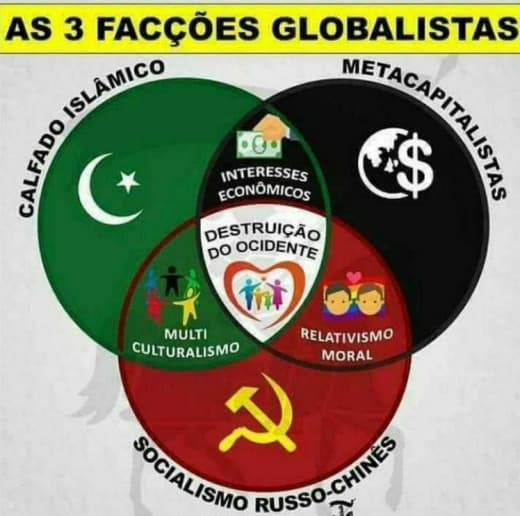 AS 3 FACÇÕES GLOBALISTAS
CALFADO ISLÂMICO
METACAPITALISTAS
INTERESSES
ECONÔMICOS
DESTRUIÇÃO
DO OCIDENTE
MULTI
CULTURALISMO
RELATIVISMO
MORAL
SOCIALISMO RUSSO-CHINÊS
$